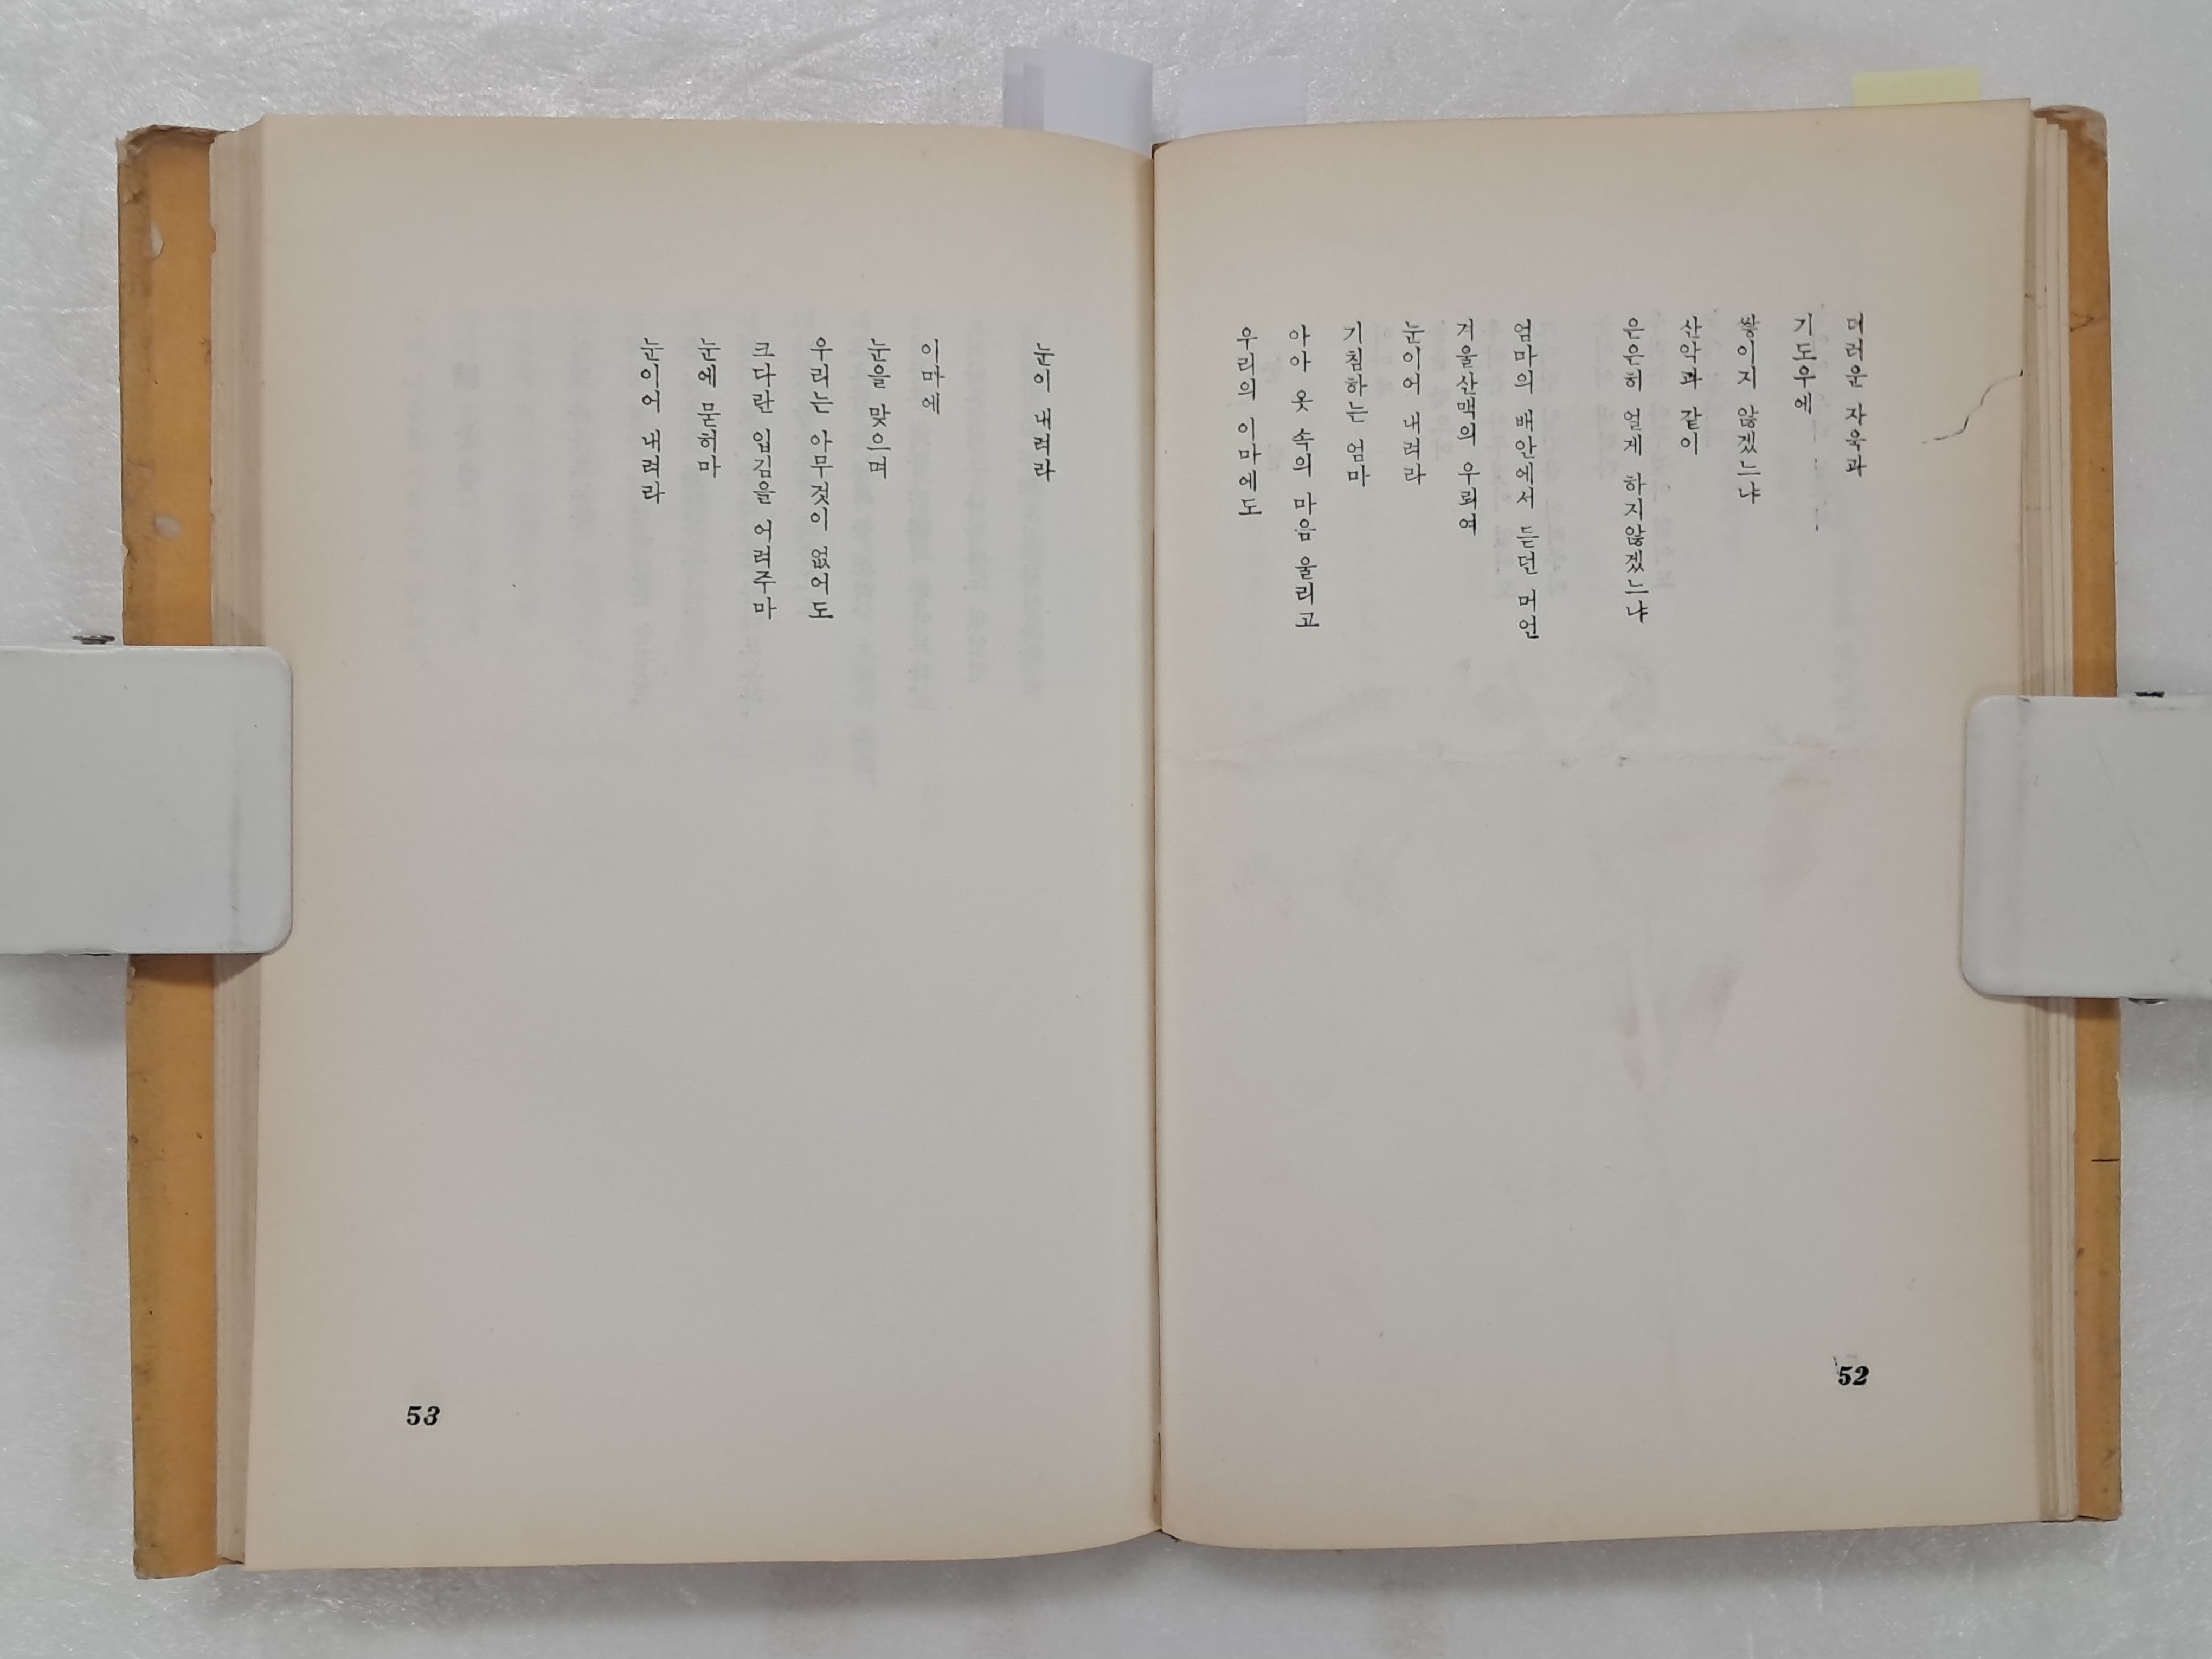 더러운 자욱과
기도우에
쌓이지 않겠느냐
산악과 같이
은은히 얼게 하지않겠느냐
엄마의 배안에서 듣던 머언
겨울산맥의 우뢰여
눈이어 내려라
기침하는 엄마
아아 옷 속의 마음 울리고
우리의 이마에도
52
눈이 내려라
이마에
눈을 맞으며
우리는 아무것이 없어도
크다란 입김을 어려주마
눈에 묻히마
눈이어 내려라
53